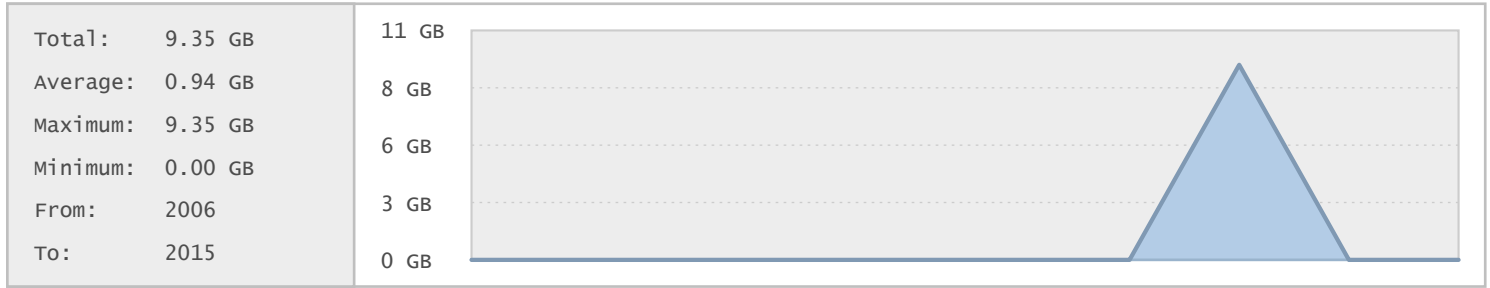 Total: 9.35 GB
Average: 0.94 GB
Maximum: 9.35 GB
Minimum: 0.00 GB
From: 2006
To: 2015
11 GB
8 GB
6 GB
3 GB
0 GB